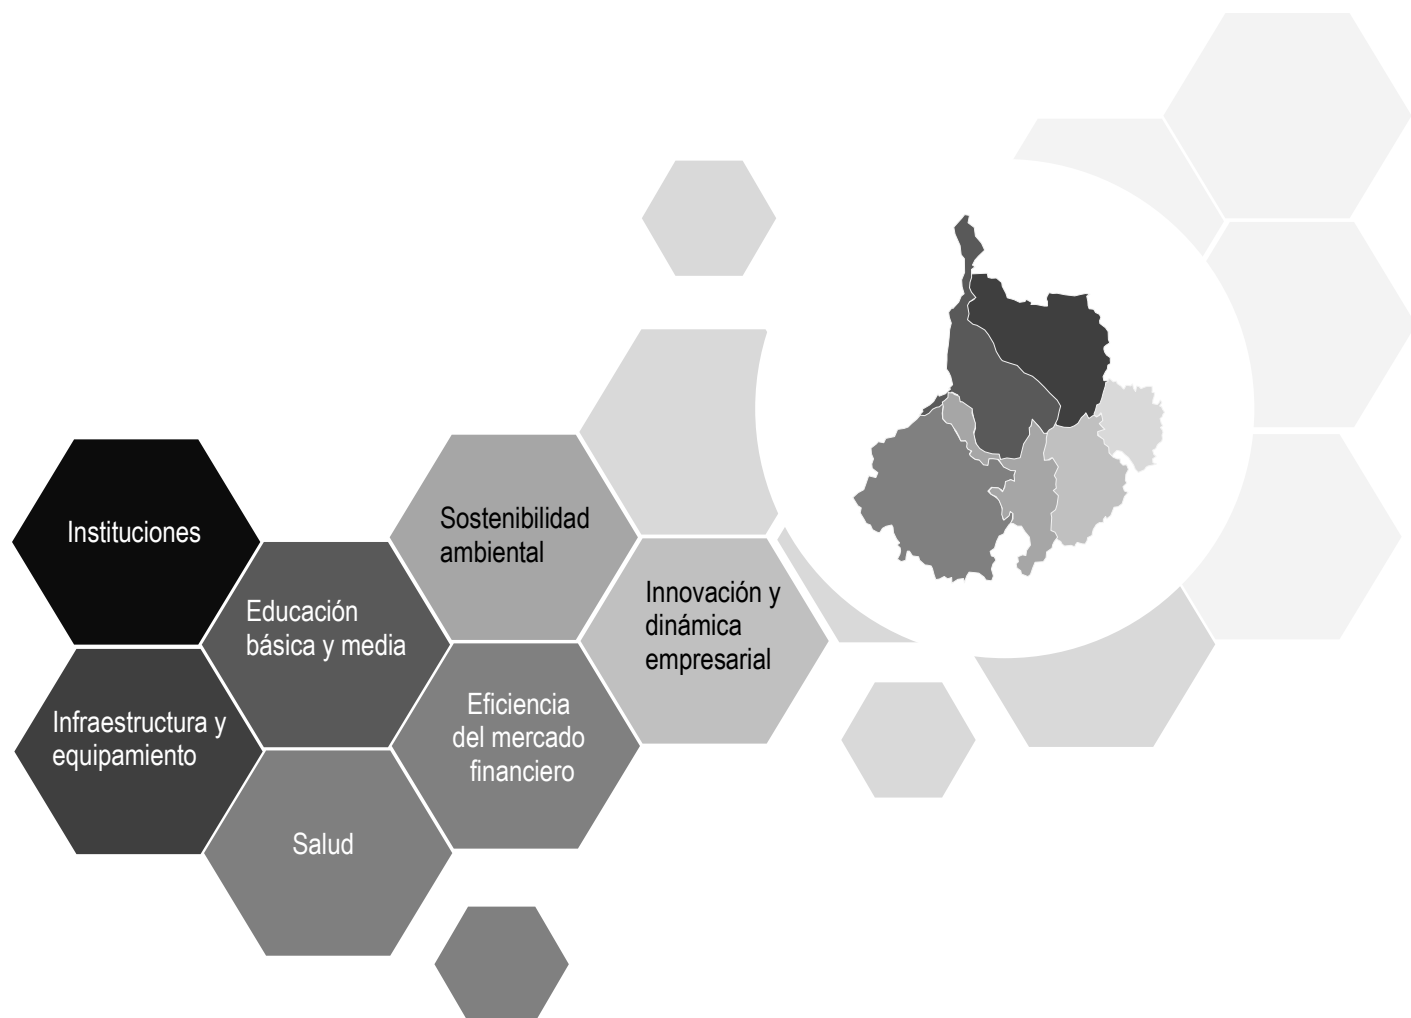 Instituciones
Infraestructura y
equipamiento
Educación
básica y media
Salud
Sostenibilidad
ambiental
Eficiencia
del mercado
financiero
Innovación y
dinámica
empresarial